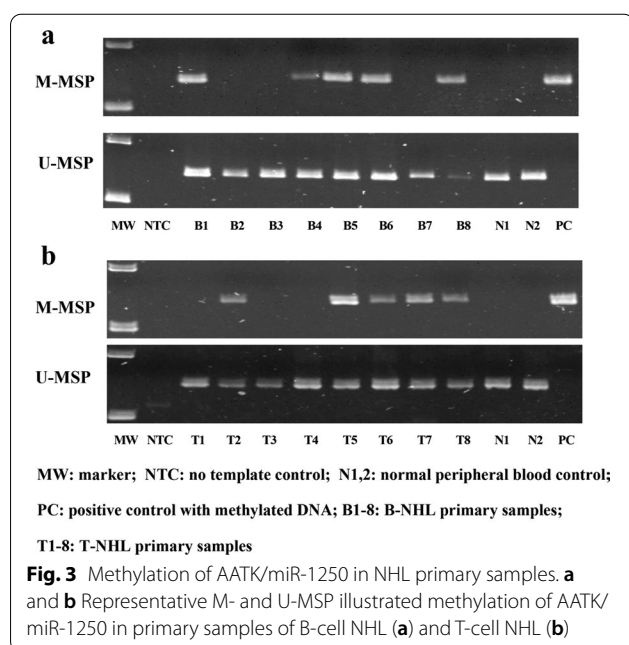 a
M-MSP
U-MSP
MW NTC B1 B2 B3 B4 B5 B6 B7 B8 N1 N2 PC
b
M-MSP
U-MSP
MW NTC T1 T2 T3 T4 T5 T6 T7 T8 N1 N2 PC
MW: marker; NTC: no template control; N1,2: normal peripheral blood control;
PC: positive control with methylated DNA; B1-8: B-NHL primary samples;
T1-8: T-NHL primary samples
Fig. 3 Methylation of AATK/miR-1250 in NHL primary samples. a
and b Representative M- and U-MSP illustrated methylation of AATK/
miR-1250 in primary samples of B-cell NHL (a) and T-cell NHL (b)